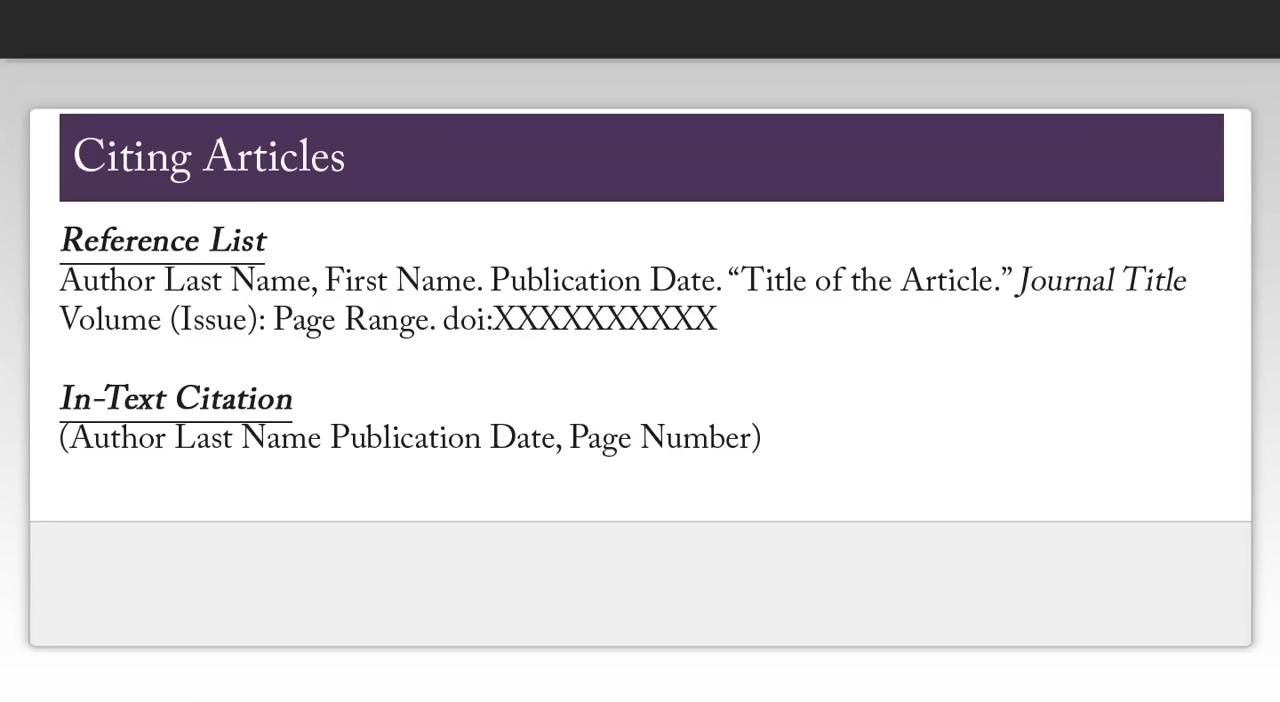 Citing Articles
Reference List
Author Last Name, First Name. Publication Date. “Title of the Article.” Journal Title
Volume (Issue): Page Range. doi:XXXXXXXXXX
In-Text Citation
(Author Last Name Publication Date, Page Number)